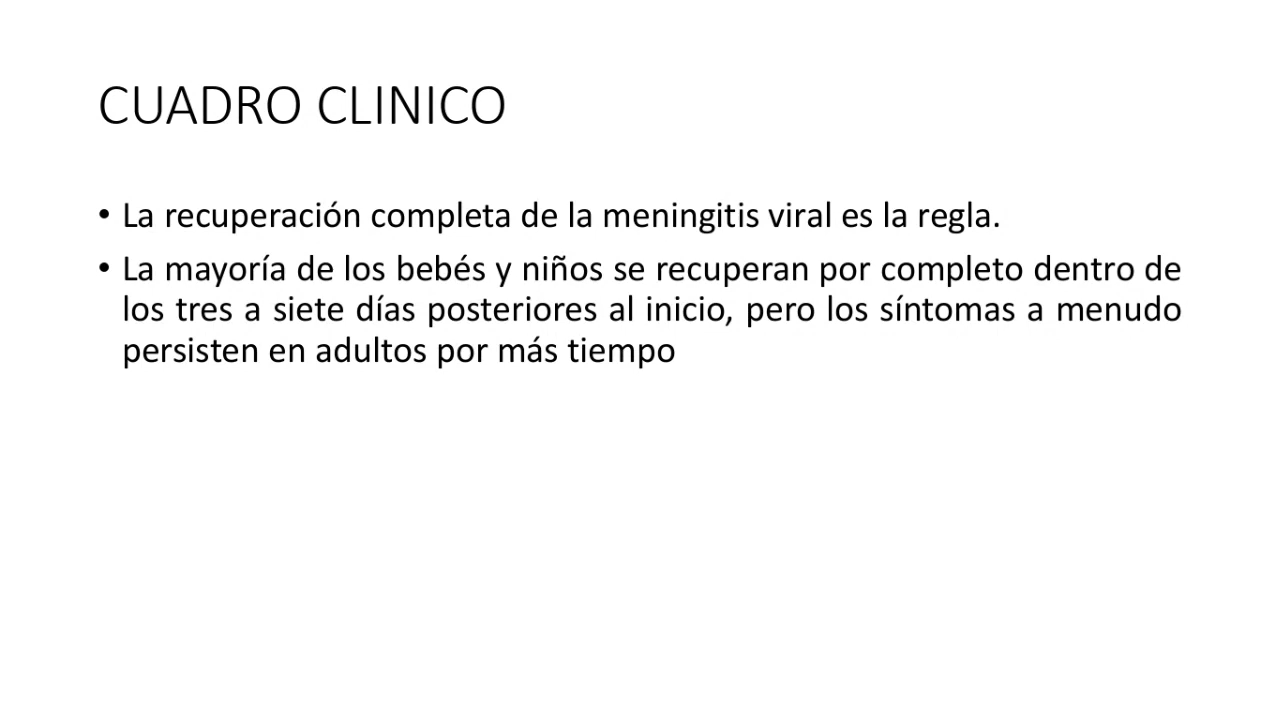 CUADRO CLINICO
• La recuperación completa de la meningitis viral es la regla.
• La mayoría de los bebés y niños se recuperan por completo dentro de
los tres a siete días posteriores al inicio, pero los síntomas a menudo
persisten en adultos por más tiempo